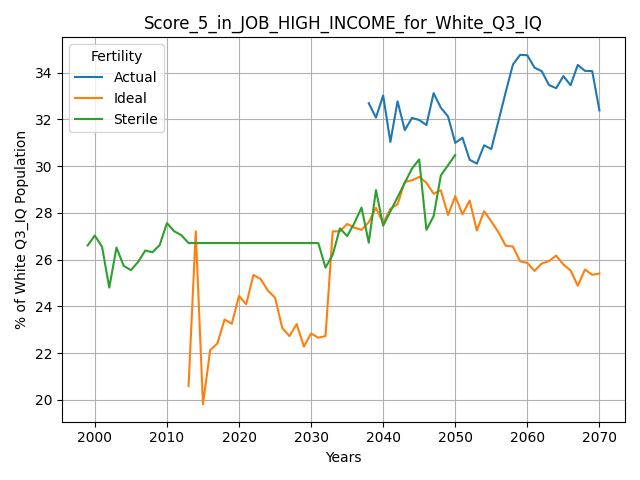 Score_5_in_JOB_HIGH_INCOME_for_White_Q3_IQ
Fertility
Actual
Ideal
Sterile
% of White Q3_IQ Population
34
32
30
28
26
24
22
20
2000 2010 2020 2030 2040 2050 2060 2070
Years